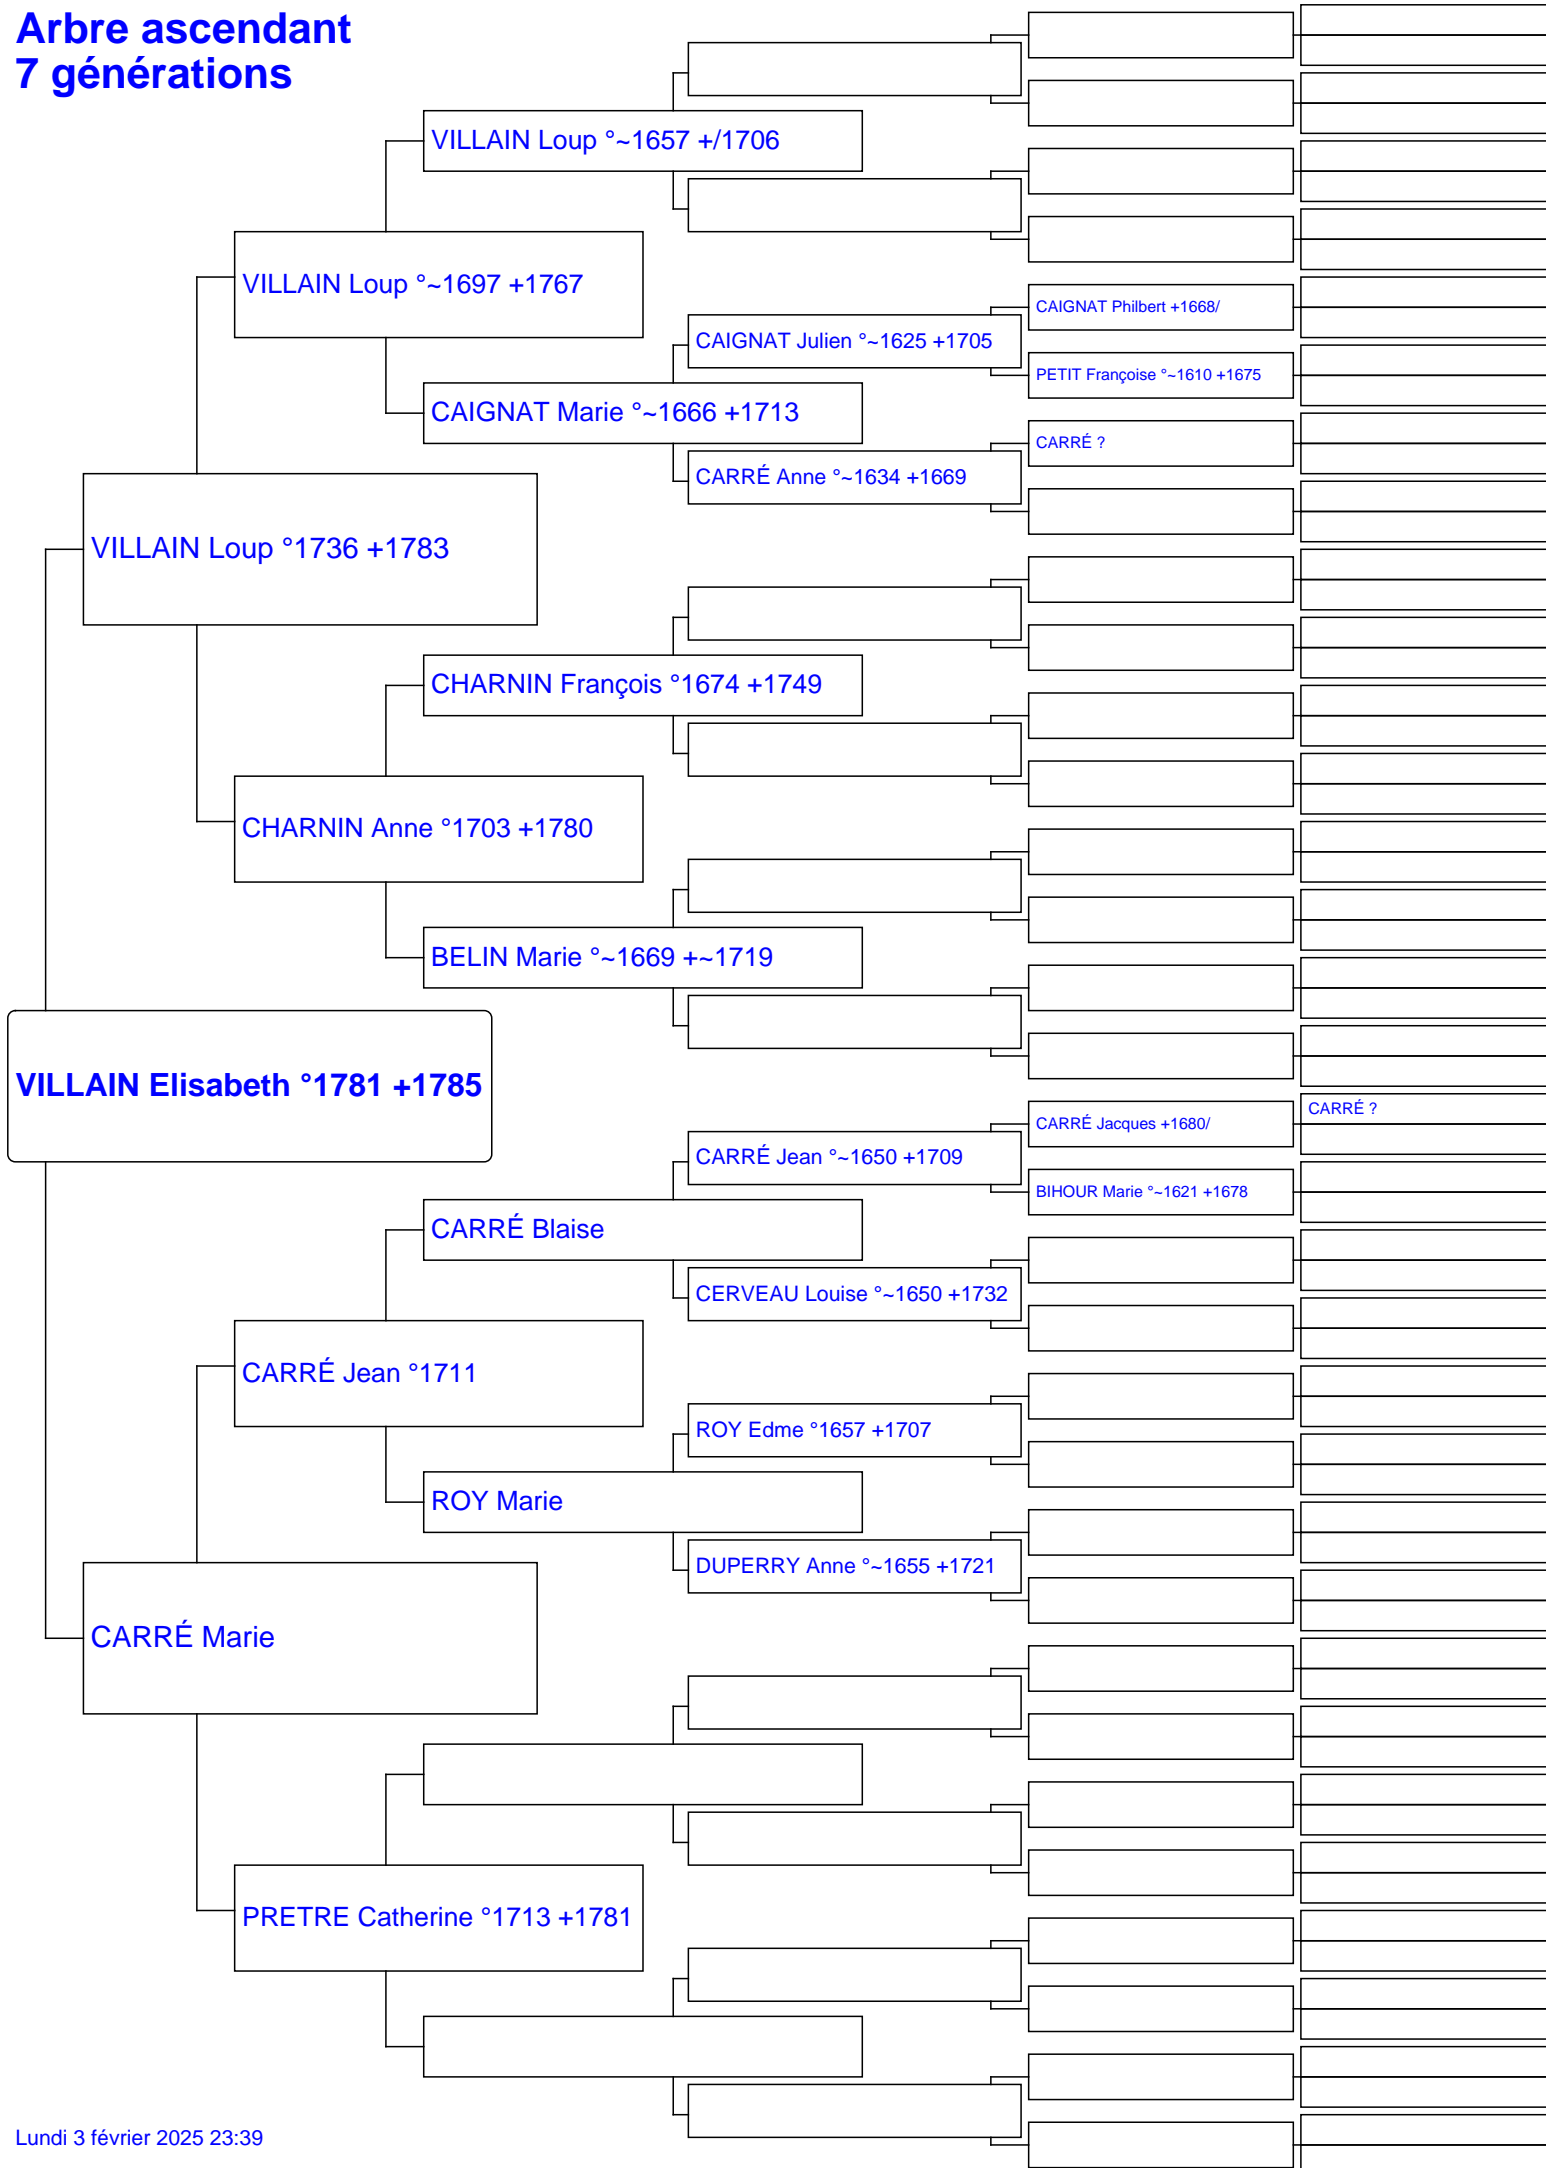 Arbre ascendant
7 générations
VILLAIN Loup °~1657 +/1706
VILLAIN Loup °~1697 +1767
CAIGNAT Philbert +1668/
CAIGNAT Julien °~1625 +1705
PETIT Françoise °~1610 +1675
CAIGNAT Marie °~1666 +1713
CARRÉ ?
CARRÉ Anne °~1634 +1669
VILLAIN Loup °1736 +1783
CHARNIN François °1674 +1749
CHARNIN Anne °1703 +1780
BELIN Marie °~1669 +~1719
VILLAIN Elisabeth °1781 +1785
CARRÉ ?
CARRÉ Jacques +1680/
CARRÉ Jean °~1650 +1709
BIHOUR Marie °~1621 +1678
CARRÉ Blaise
CERVEAU Louise °~1650 +1732
CARRÉ Jean °1711
ROY Edme °1657 +1707
ROY Marie
DUPERRY Anne °~1655 +1721
CARRÉ Marie
PRETRE Catherine °1713 +1781
Lundi 3 février 2025 23:39